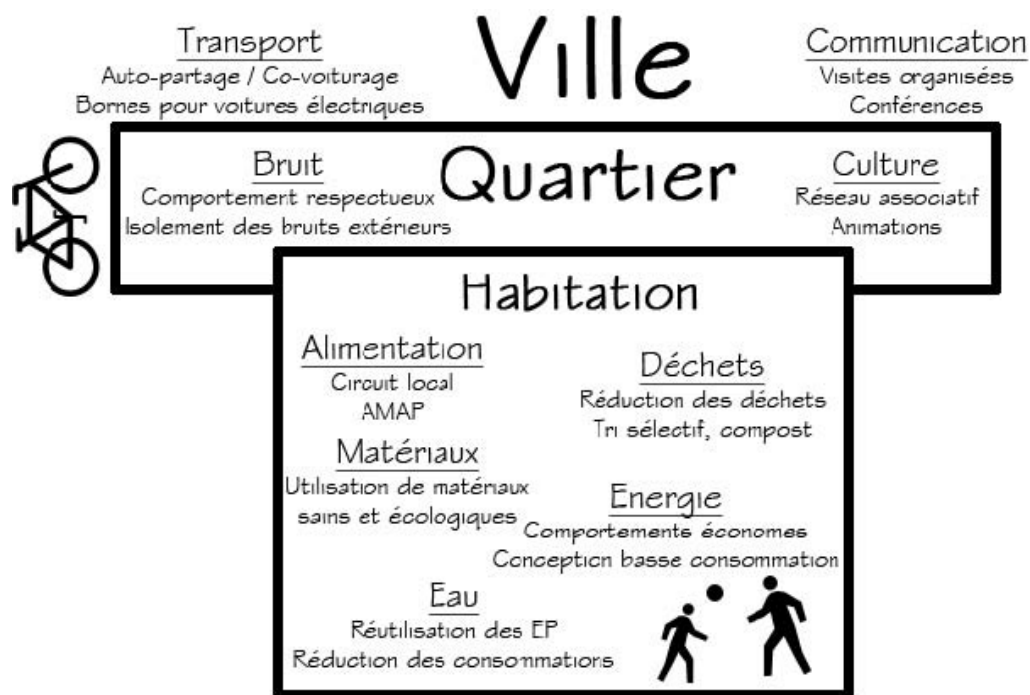 Ville
Transport
Auto-partage / Co-voiturage
Bornes pour voitures électriques
Communication
Visites organisées
Conférences
Quartier
Bruit
Comportement respectueux
Isolement des bruits extérieurs
Culture
Réseau associatif
Animations
Habitation
Alimentation
Circuit local
AMAP
Déchets
Réduction des déchets
Tri sélectif, compost
Matériaux
Utilisation de matériaux
sains et écologiques
Energie
Comportements économes
Conception basse consommation
Eau
Réutilisation des EP
Réduction des consommations